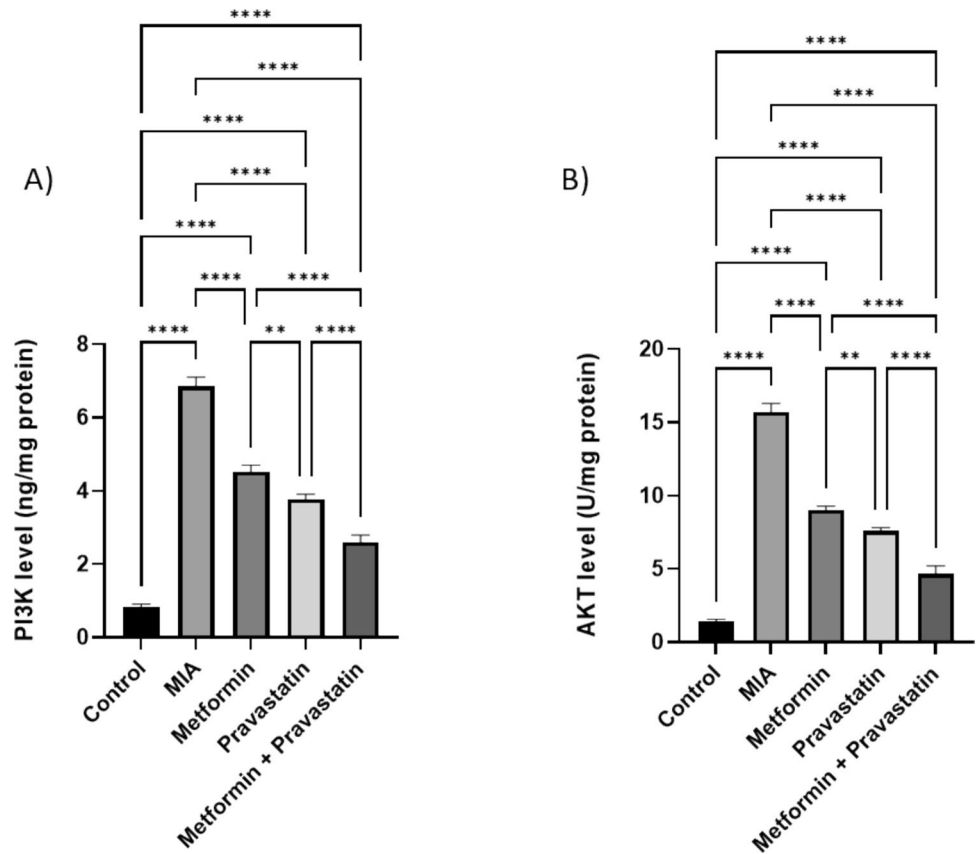 A)
****
****
****
****
****
**** ****
**** ** ****
PI3K level (ng/mg protein)
8
6
4
2
0
Control
MIA
Metformin
Pravastatin
Metformin + Pravastatin
B)
****
****
****
****
****
**** ****
**** ** ****
AKT level (U/mg protein)
20
15
10
5
0
Control
MIA
Metformin
Pravastatin
Metformin + Pravastatin